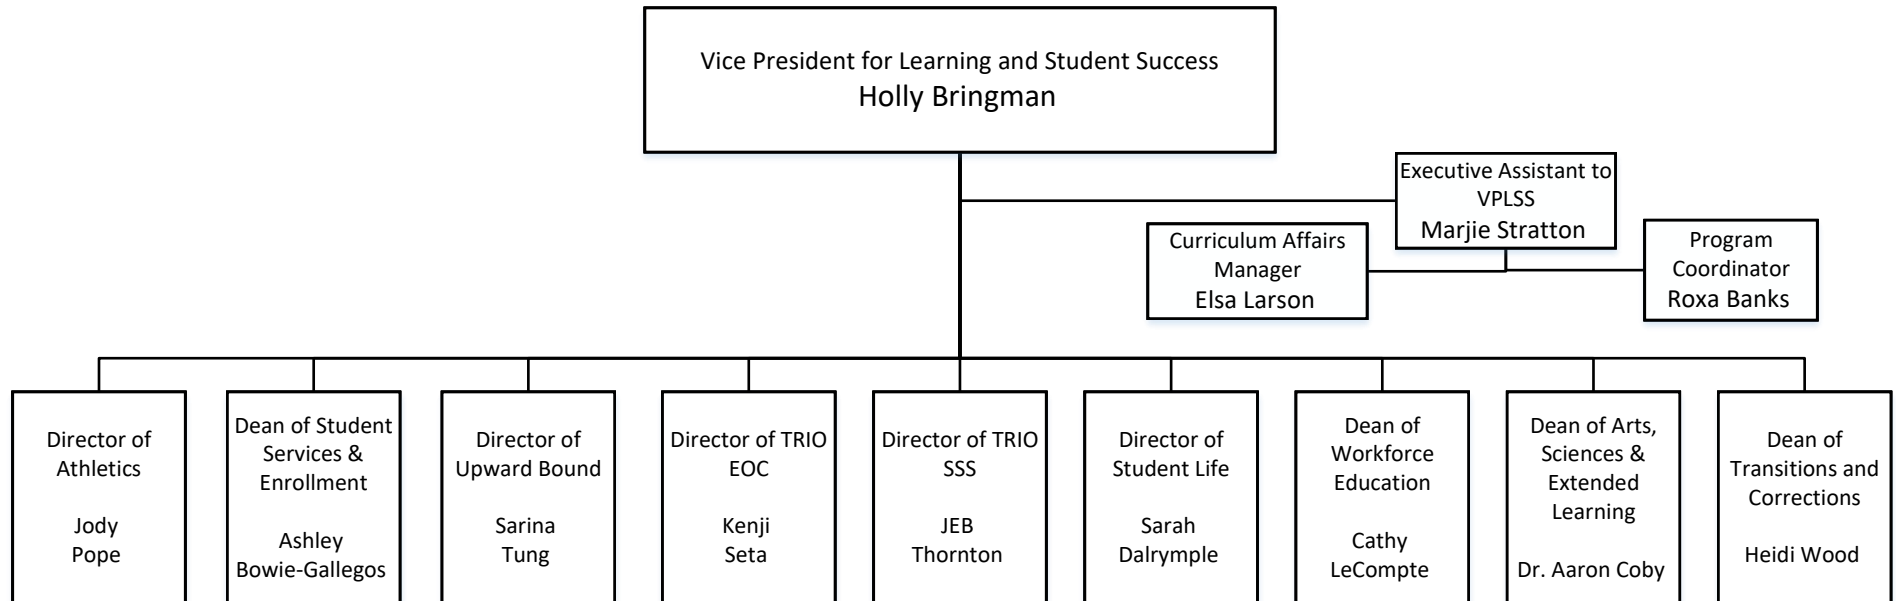 Vice President for Learning and Student Success
Holly Bringman
Executive Assistant to
VPLSS
Marjie Stratton
Curriculum Affairs
Manager
Elsa Larson
Program
Coordinator
Roxa Banks
Director of
Athletics
Jody
Pope
Dean of Student
Services &
Enrollment
Ashley
Bowie-Gallegos
Director of
Upward Bound
Sarina
Tung
Director of TRIO
EOC
Kenji
Seta
Director of TRIO
SSS
JEB
Thornton
Director of
Student Life
Sarah
Dalrymple
Dean of
Workforce
Education
Cathy
LeCompte
Dean of Arts,
Sciences &
Extended
Learning
Dr. Aaron Coby
Dean of
Transitions and
Corrections
Heidi Wood